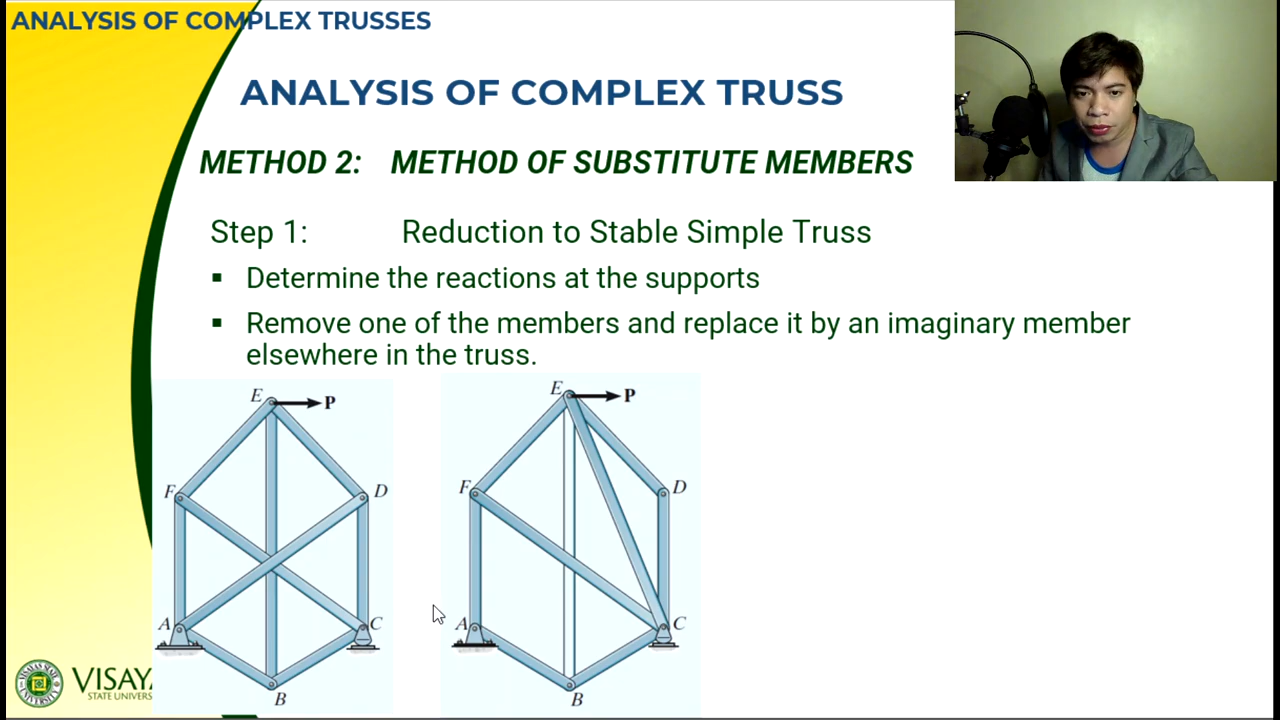 ANALYSIS OF COMPLEX TRUSSES
ANALYSIS OF COMPLEX TRUSS
METHOD 2: METHOD OF SUBSTITUTE MEMBERS
Step 1: Reduction to Stable Simple Truss
▪ Determine the reactions at the supports
▪ Remove one of the members and replace it by an imaginary member
elsewhere in the truss.
E P
F D
A C
B
E P
F D
A C
B
VISAYA
STATE UNIVERS